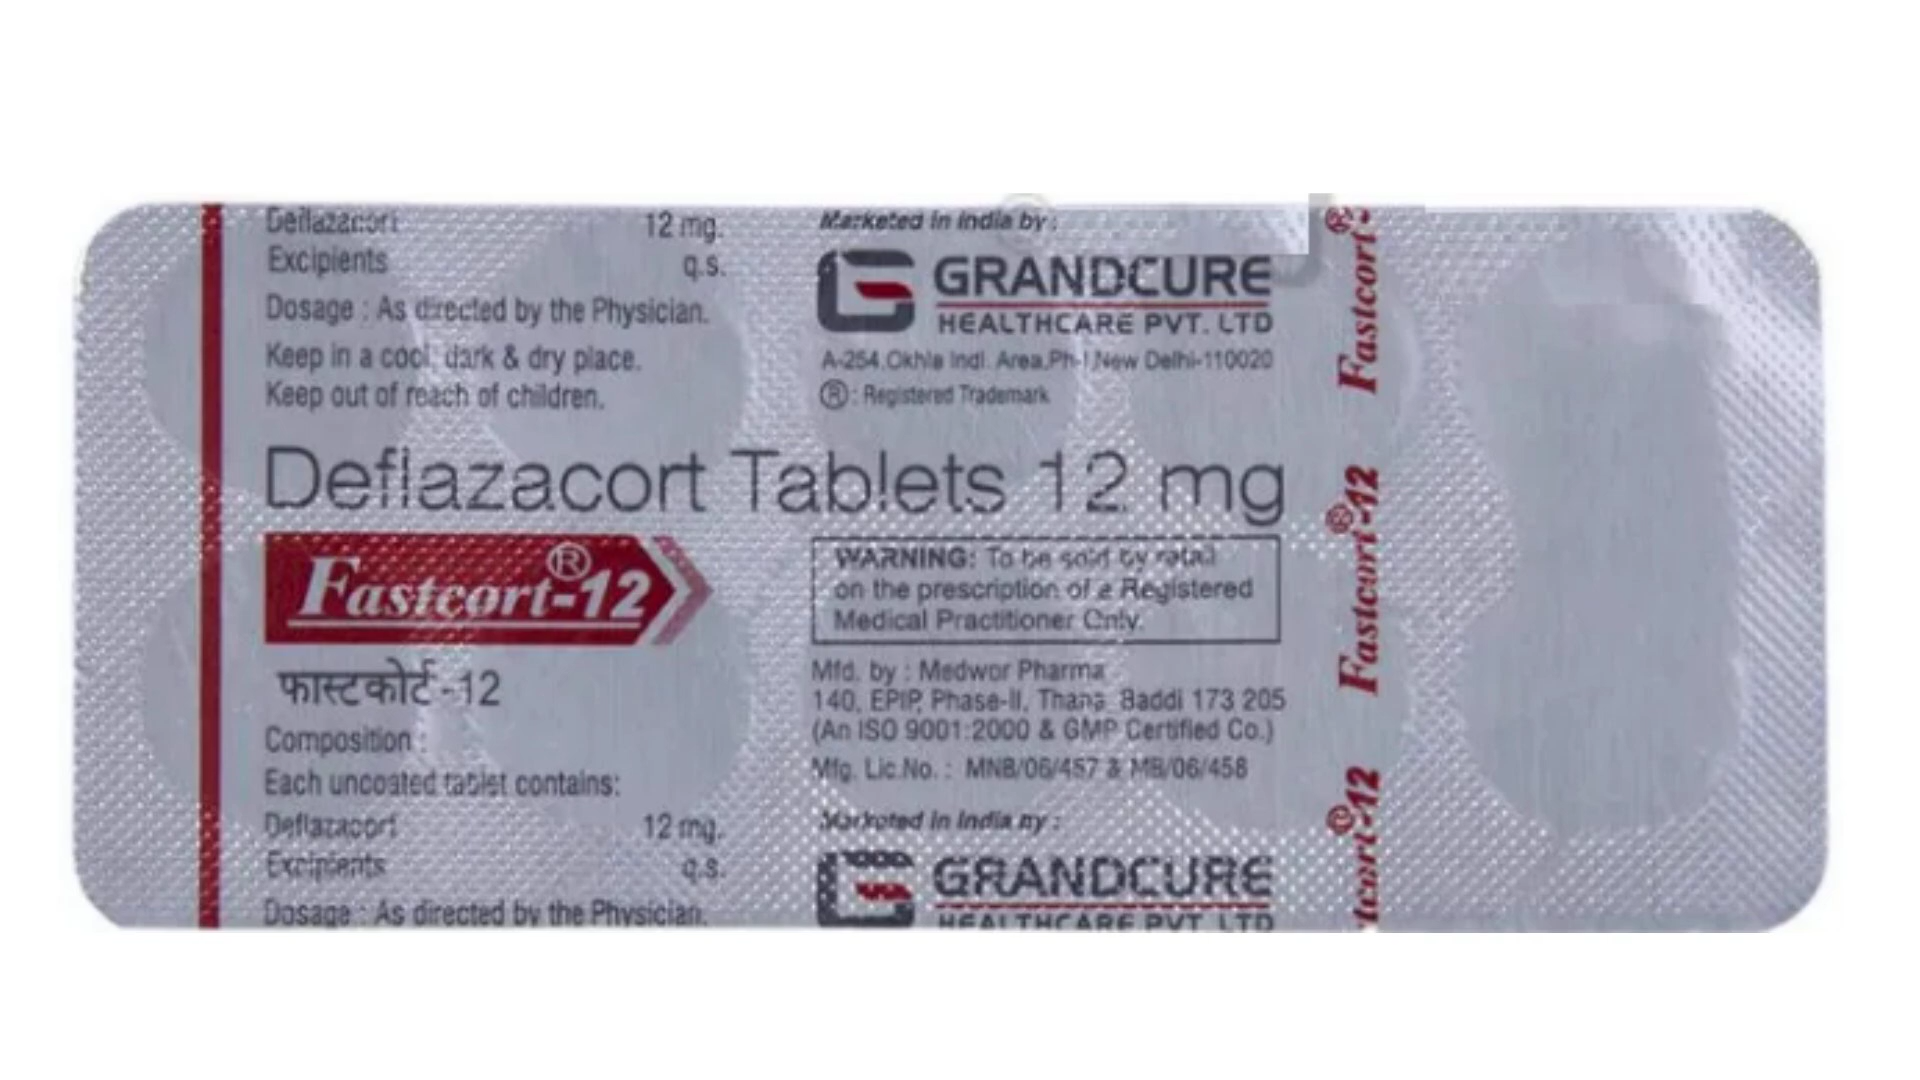 Deflazacort 12 mg.
Excipients q.s.
Dosage : As directed by the Physician.
Keep in a cool, dark & dry place.
Keep out of reach of children.
Marketed in India by :
GRANDCURE
HEALTHCARE PVT. LTD
A-254, Okhla Indl. Area, Ph-I, New Delhi-110020
® : Registered Trademark
Deflazacort Tablets 12 mg
Fastcort®-12
फास्टकोर्ट-12
Composition :
Each uncoated tablet contains:
Deflazacort 12 mg.
Excipients q.s.
Dosage : As directed by the Physician.
WARNING: To be sold by retail
on the prescription of a Registered
Medical Practitioner Only.
Mfd. by : Medwor Pharma
140, EPIP, Phase-II, Thana, Baddi 173 205
(An ISO 9001:2000 & GMP Certified Co.)
Mfg. Lic.No. : MNB/06/457 & MB/06/458
Marketed in India by :
GRANDCURE
HEALTHCARE PVT. LTD
Fastcort®-
Fastcort®-12
stcort®-12